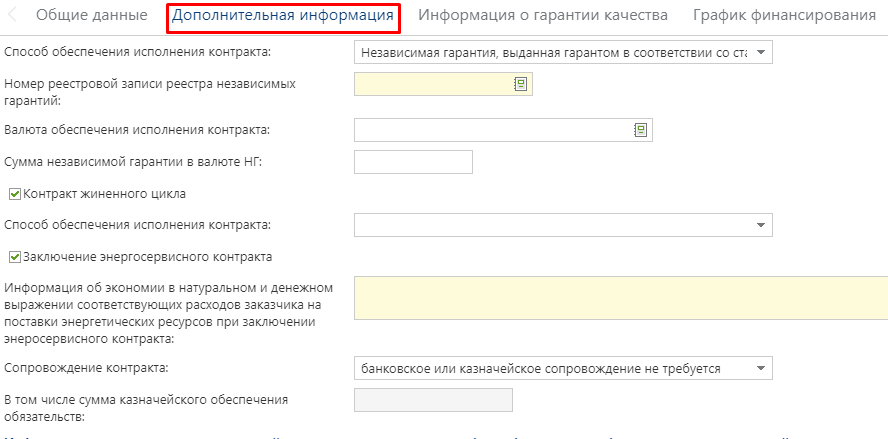 Общие данные Дополнительная информация Информация о гарантии качества График финансирования
Способ обеспечения исполнения контракта: Независимая гарантия, выданная гарантом в соответствии со ста
Номер реестровой записи реестра независимых
гарантий:
Валюта обеспечения исполнения контракта:
Сумма независимой гарантии в валюте НГ:
Контракт жиненного цикла
Способ обеспечения исполнения контракта:
Заключение энергосервисного контракта
Информация об экономии в натуральном и денежном
выражении соответствующих расходов заказчика на
поставки энергетических ресурсов при заключении
энеросервисного контракта:
Сопровождение контракта: банковское или казначейское сопровождение не требуется
В том числе сумма казначейского обеспечения
обязательств: